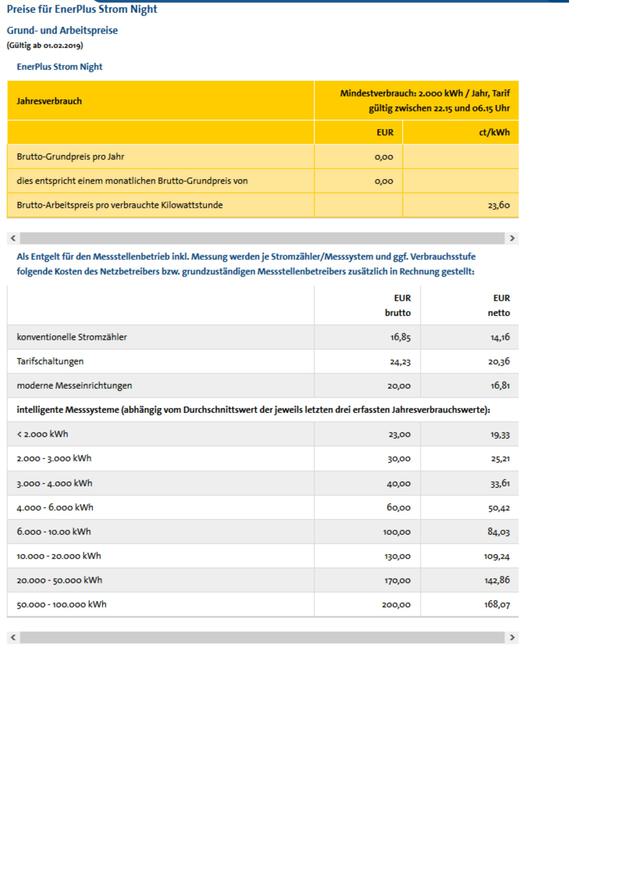 Preise für EnerPlus Strom Night
Grund- und Arbeitspreise
(Gültig ab 01.02.2019)
EnerPlus Strom Night
Jahresverbrauch
Mindestverbrauch: 2.000 kWh / Jahr, Tarif
gültig zwischen 22.15 und 06.15 Uhr
EUR ct/kWh
Brutto-Grundpreis pro Jahr 0,00
dies entspricht einem monatlichen Brutto-Grundpreis von 0,00
Brutto-Arbeitspreis pro verbrauchte Kilowattstunde 23,60
Als Entgelt für den Messstellenbetrieb inkl. Messung werden je Stromzähler/Messsystem und ggf. Verbrauchsstufe
folgende Kosten des Netzbetreibers bzw. grundzuständigen Messstellenbetreibers zusätzlich in Rechnung gestellt:
EUR EUR
brutto netto
konventionelle Stromzähler 16,85 14,16
Tarifschaltungen 24,23 20,36
moderne Messeinrichtungen 20,00 16,81
intelligente Messsysteme (abhängig vom Durchschnittswert der jeweils letzten drei erfassten Jahresverbrauchswerte):
< 2.000 kWh 23,00 19,33
2.000 - 3.000 kWh 30,00 25,21
3.000 - 4.000 kWh 40,00 33,61
4.000 - 6.000 kWh 60,00 50,42
6.000 - 10.00 kWh 100,00 84,03
10.000 - 20.000 kWh 130,00 109,24
20.000 - 50.000 kWh 170,00 142,86
50.000 - 100.000 kWh 200,00 168,07